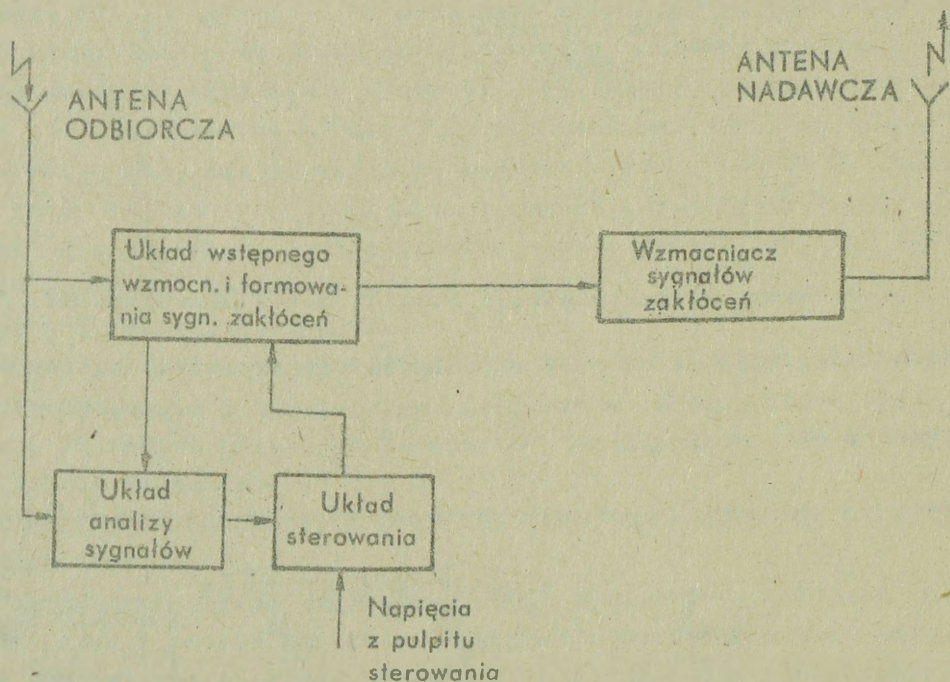 ANTENA
ODBIORCZA
ANTENA
NADAWCZA
Układ wstępnego
wzmocn. i formowa-
nia sygn. zakłóceń
Wzmacniacz
sygnałów
zakłóceń
Układ
analizy
sygnałów
Układ
sterowania
Napięcia
z pulpitu
sterowania